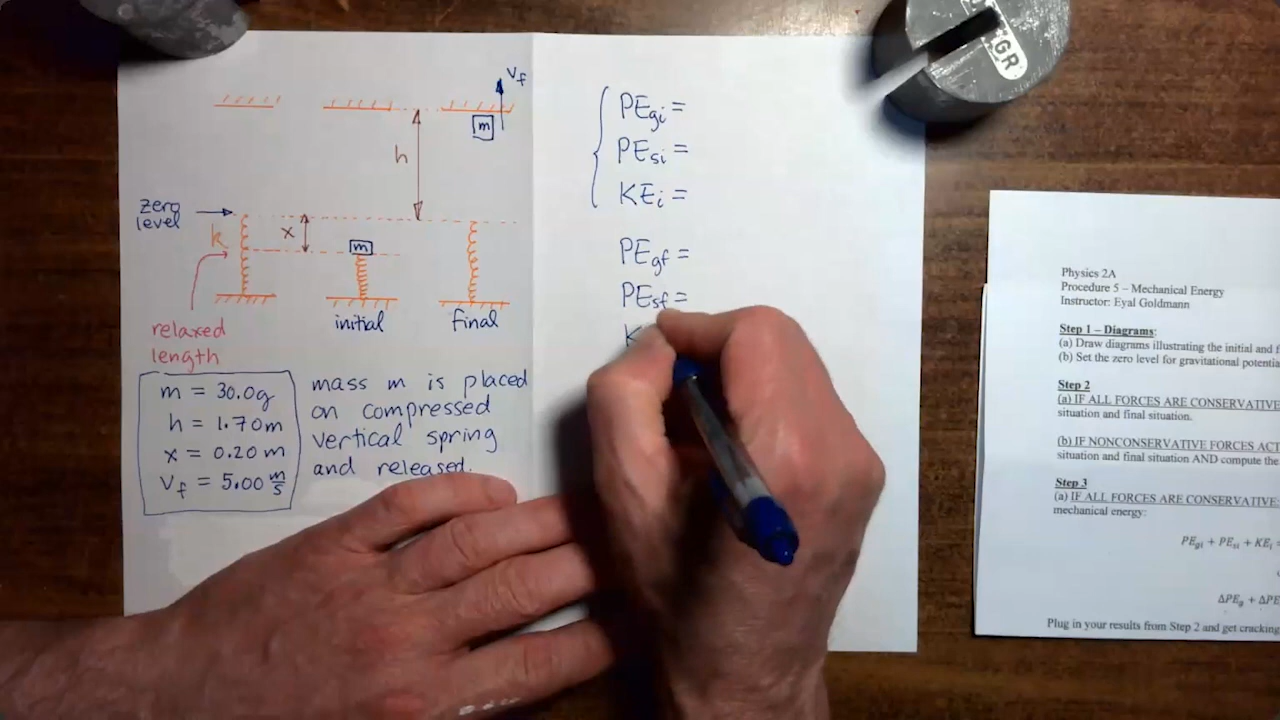 v_f
m
h
zero
level
k
x
m
relaxed
length
initial
final
m = 30.0g
h = 1.70m
x = 0.20 m
v_f = 5.00 m/s
mass m is placed
on compressed
vertical spring
and released.
PE_gi =
PE_si =
KE_i =
PE_gf =
PE_sf =
K
GR
Physics 2A
Procedure 5 – Mechanical Energy
Instructor: Eyal Goldmann
Step 1 – Diagrams:
(a) Draw diagrams illustrating the initial and
(b) Set the zero level for gravitational
Step 2
(a) IF ALL FORCES ARE CONSERVATIVE
situation and final situation.
(b) IF NONCONSERVATIVE FORCES
situation and final situation AND compute the
Step 3
(a) IF ALL FORCES ARE CONSERVATIVE
mechanical energy:
PE_gi + PE_si + KE_i =
ΔPE_g + ΔPE
Plug in your results from Step 2 and get cracking